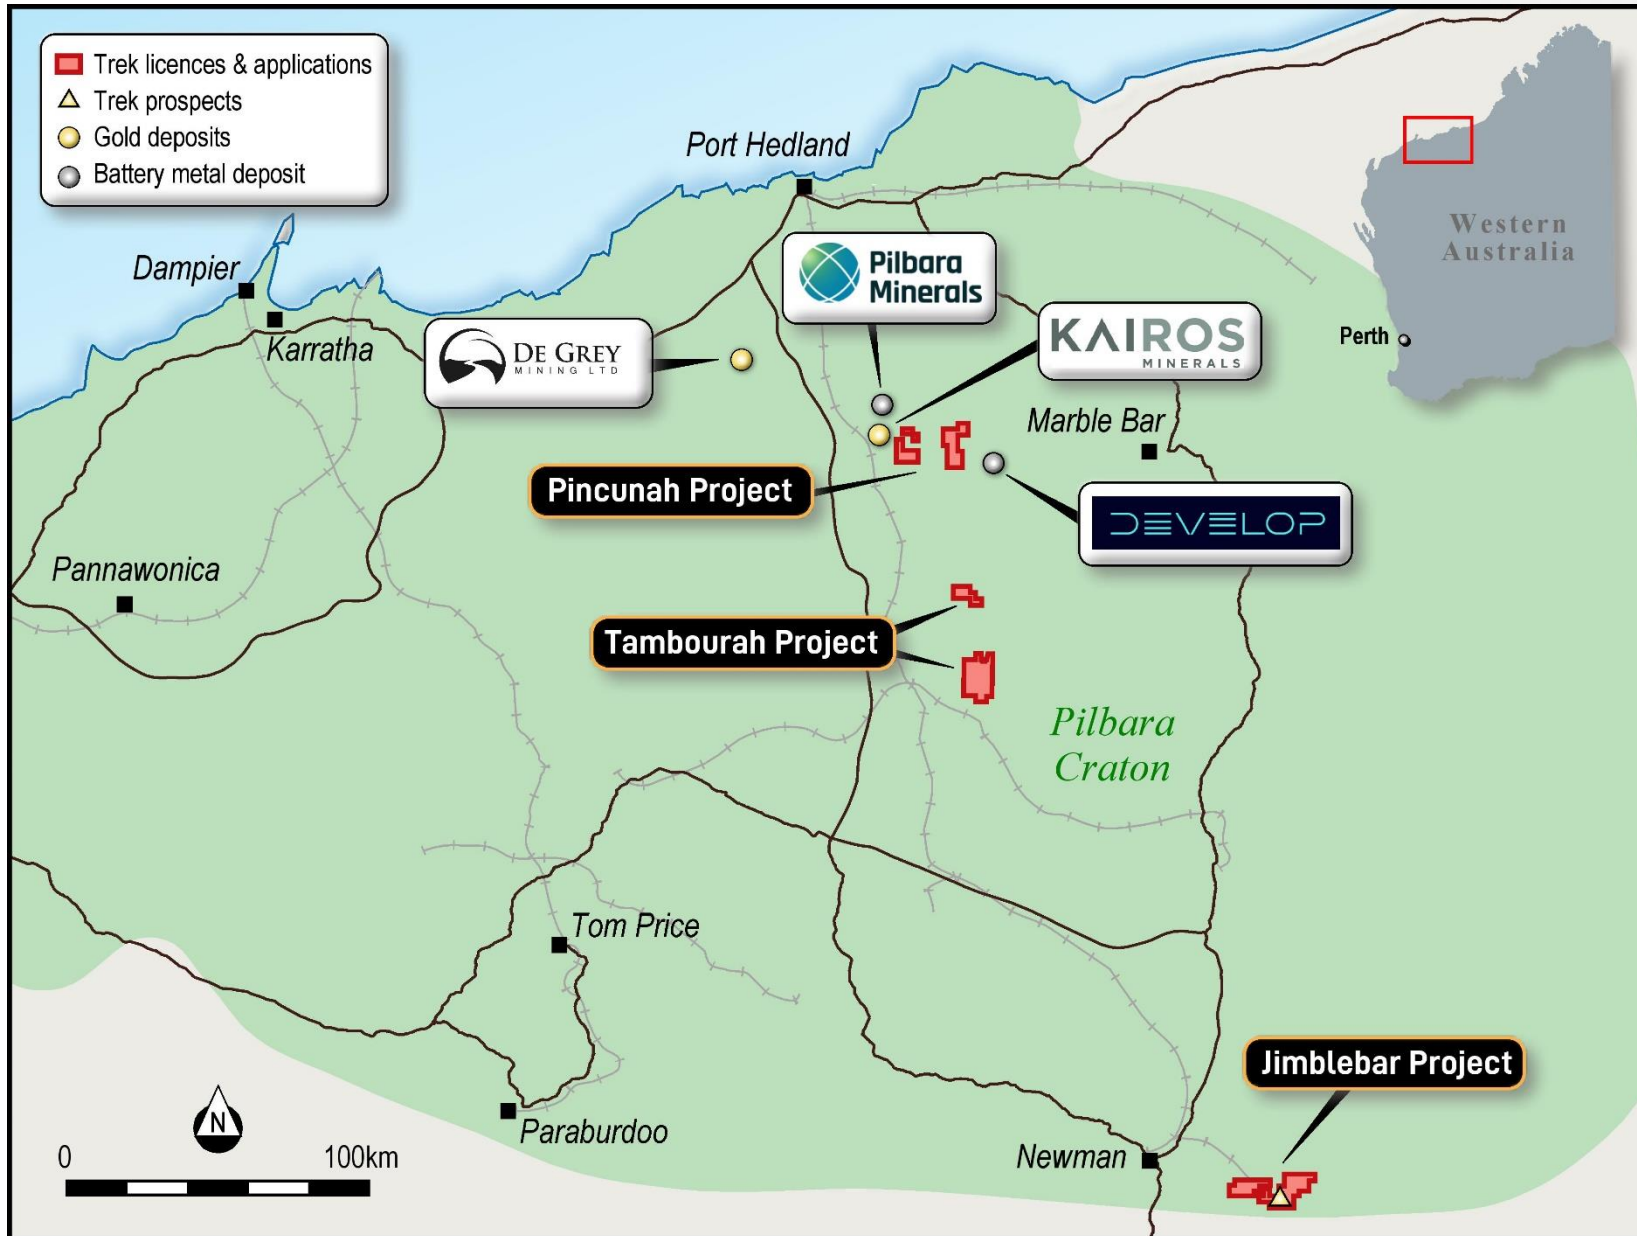 Trek licences & applications
Trek prospects
Gold deposits
Battery metal deposit
Port Hedland
Dampier
Karratha
Western
Australia
Perth
Pilbara
Minerals
KAIROS
MINERALS
DE GREY
MINING LTD
Marble Bar
Pincunah Project
DEVELOP
Pannawonica
Tambourah Project
Pilbara
Craton
Tom Price
Jimblebar Project
Paraburdoo
Newman
N
0 100km